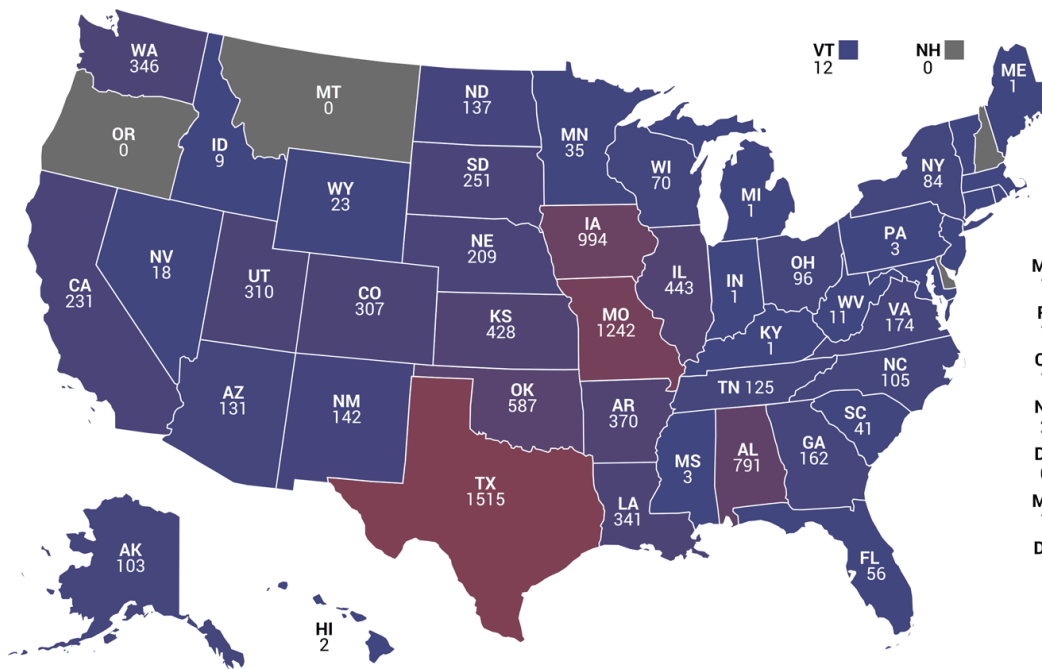 WA
346
VT
12
NH
0
ME
1
MT
0
ND
137
OR
0
MN
35
ID
9
SD
251
WI
70
NY
84
WY
23
MI
1
IA
994
PA
3
NE
209
NV
18
OH
96
UT
310
IL
443
IN
1
CA
231
CO
307
WV
11
VA
174
MO
1242
KS
428
KY
1
NC
105
TN 125
OK
587
AZ
131
NM
142
AR
370
SC
41
AL
791
GA
162
MS
3
TX
1515
LA
341
AK
103
FL
56
HI
2